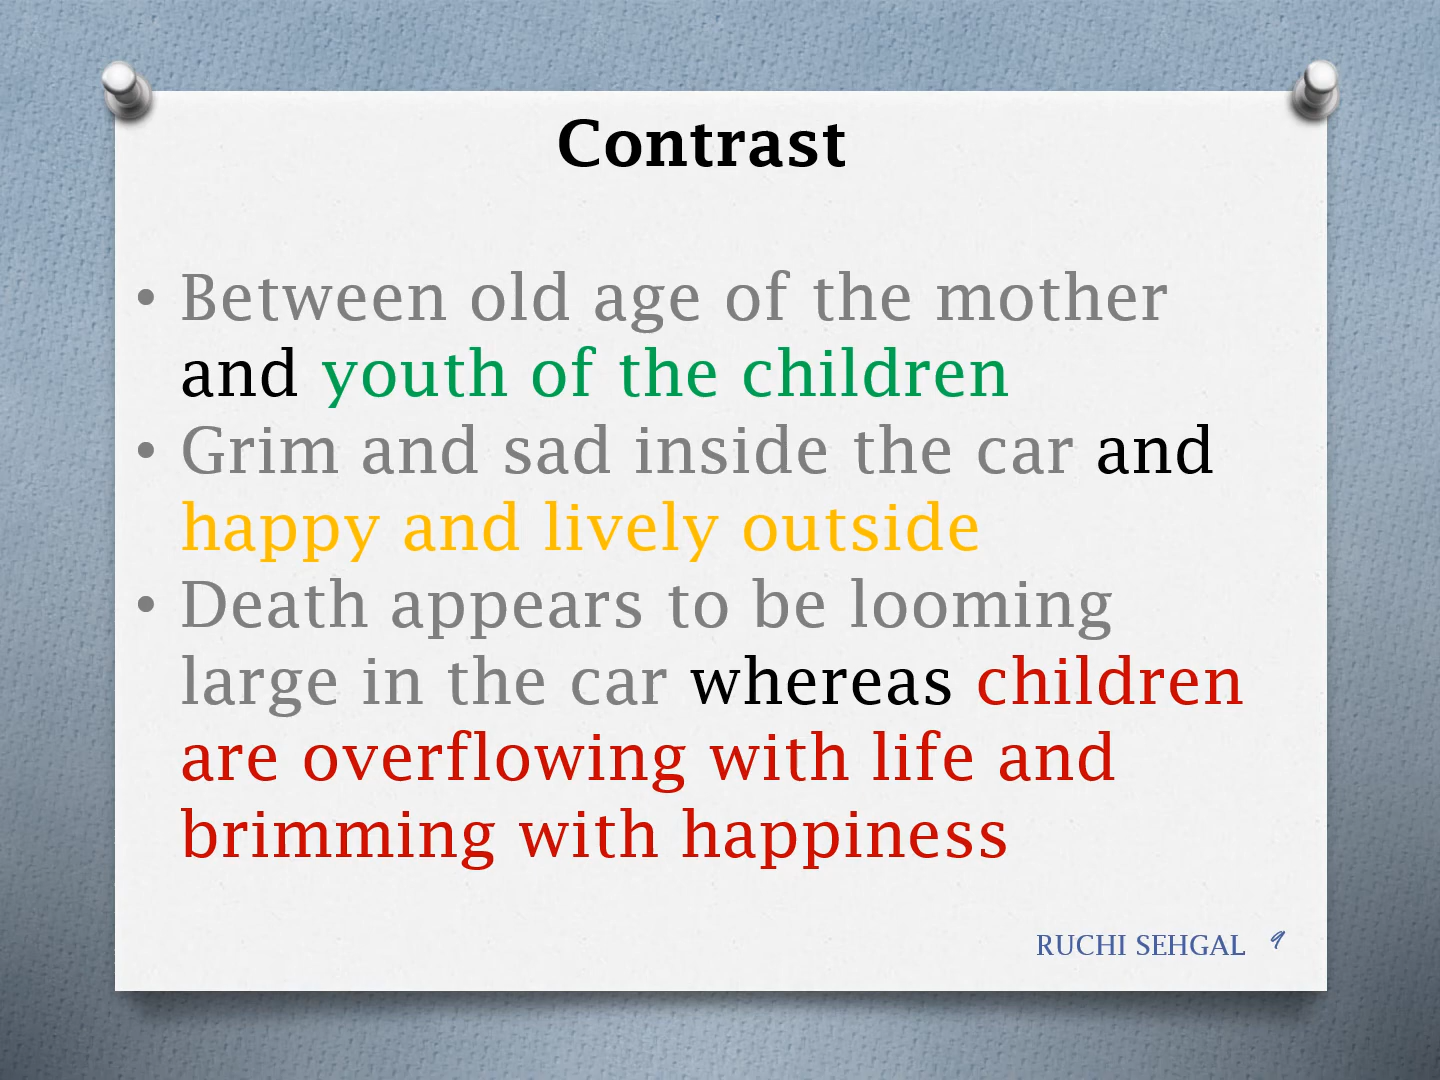 Contrast
• Between old age of the mother
and youth of the children
• Grim and sad inside the car and
happy and lively outside
• Death appears to be looming
large in the car whereas children
are overflowing with life and
brimming with happiness
RUCHI SEHGAL 9